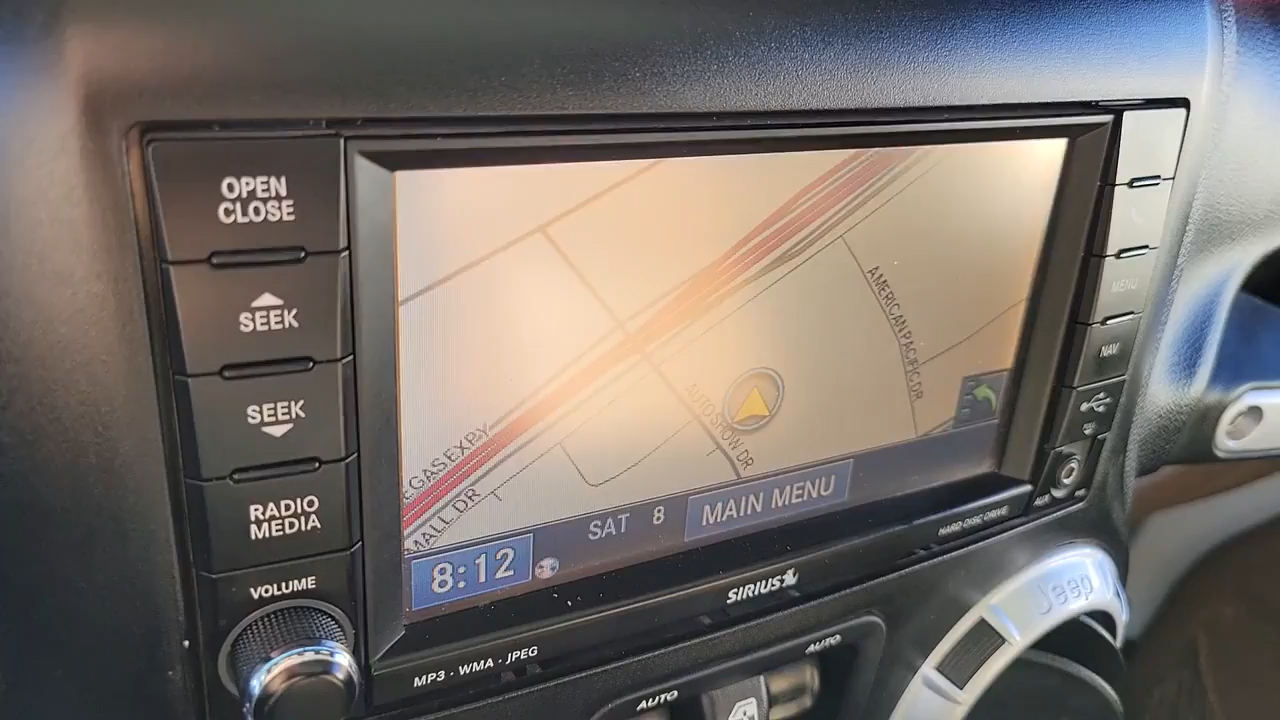 OPEN
CLOSE
SEEK
SEEK
RADIO
MEDIA
VOLUME
EGAS EXPY
MALL DR
AUTO SHOW DR
AMERICAN PACIFIC DR
8:12
SAT 8
MAIN MENU
MENU
NAV
AUX
SIRIUS
HARD DISC DRIVE
MP3 · WMA · JPEG
AUTO
AUTO
Jeep